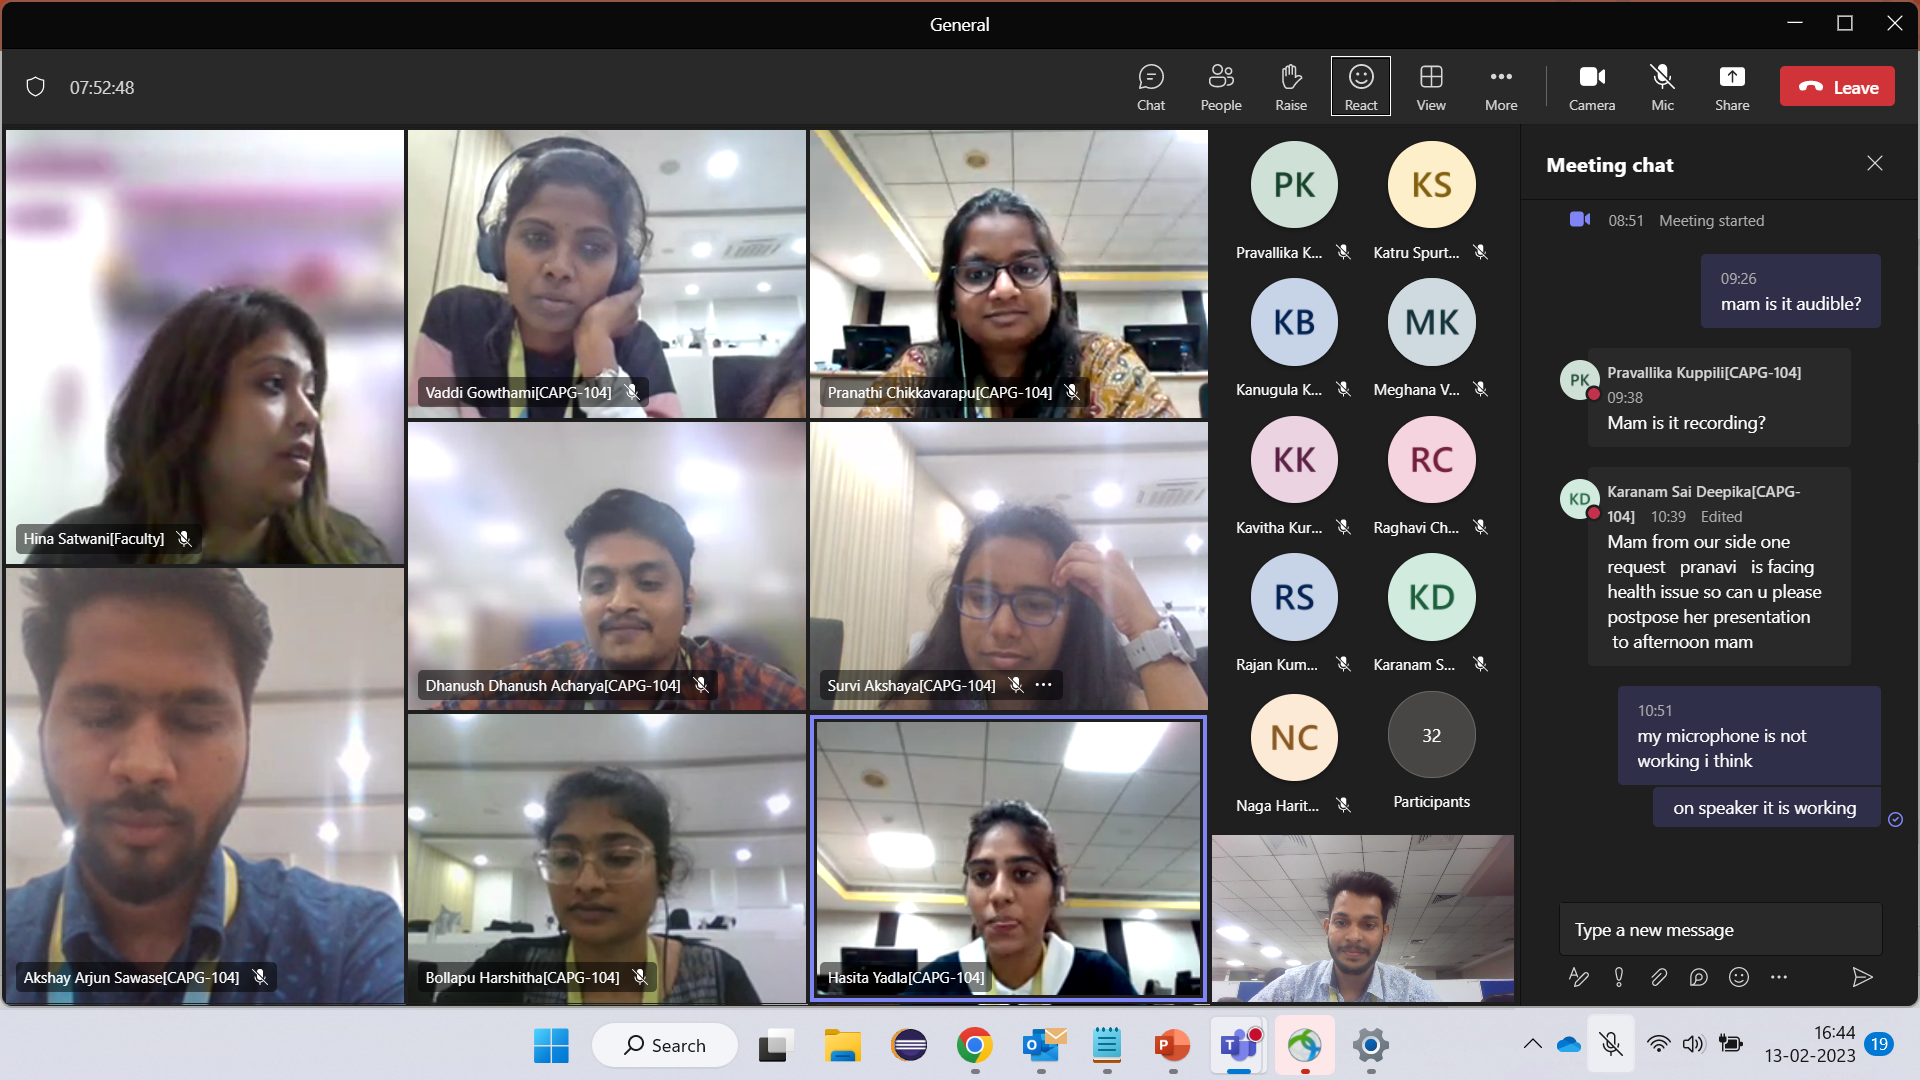 General
07:52:48
Chat
People
Raise
React
View
More
Camera
Mic
Share
Leave
Hina Satwani[Faculty]
Vaddi Gowthami[CAPG-104]
Pranathi Chikkavarapu[CAPG-104]
Dhanush Dhanush Acharya[CAPG-104]
Survi Akshaya[CAPG-104]
Akshay Arjun Sawase[CAPG-104]
Bollapu Harshitha[CAPG-104]
Hasita Yadla[CAPG-104]
PK
KS
Pravallika K...
Katru Spurt...
KB
MK
Kanugula K...
Meghana V...
KK
RC
Kavitha Kur...
Raghavi Ch...
RS
KD
Rajan Kum...
Karanam S...
NC
32
Naga Harit...
Participants
Meeting chat
08:51 Meeting started
09:26
mam is it audible?
PK
Pravallika Kuppili[CAPG-104]
09:38
Mam is it recording?
KD
Karanam Sai Deepika[CAPG-
104] 10:39 Edited
Mam from our side one
request pranavi is facing
health issue so can u please
postpose her presentation
to afternoon mam
10:51
my microphone is not
working i think
on speaker it is working
Type a new message
Search
16:44
13-02-2023
19